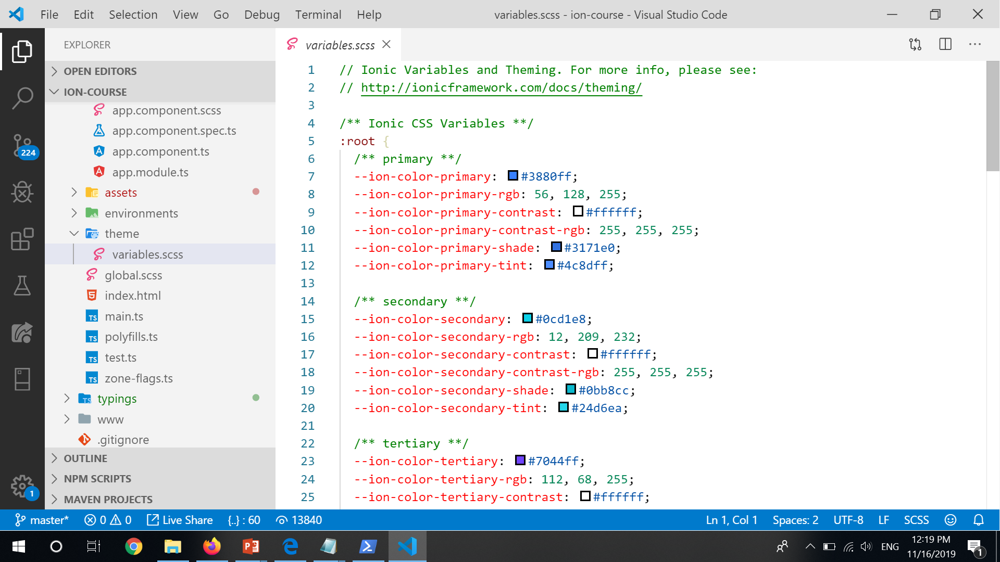 File Edit Selection View Go Debug Terminal Help
variables.scss - ion-course - Visual Studio Code
EXPLORER
OPEN EDITORS
ION-COURSE
app.component.scss
app.component.spec.ts
app.component.ts
app.module.ts
assets
environments
theme
variables.scss
global.scss
index.html
TS main.ts
TS polyfills.ts
TS test.ts
TS zone-flags.ts
TS typings
www
.gitignore
OUTLINE
NPM SCRIPTS
MAVEN PROJECTS
224
1
variables.scss
1 // Ionic Variables and Theming. For more info, please see:
2 // http://ionicframework.com/docs/theming/
3
4 /** Ionic CSS Variables **/
5 :root {
6 /** primary **/
7 --ion-color-primary: #3880ff;
8 --ion-color-primary-rgb: 56, 128, 255;
9 --ion-color-primary-contrast: #ffffff;
10 --ion-color-primary-contrast-rgb: 255, 255, 255;
11 --ion-color-primary-shade: #3171e0;
12 --ion-color-primary-tint: #4c8dff;
13
14 /** secondary **/
15 --ion-color-secondary: #0cd1e8;
16 --ion-color-secondary-rgb: 12, 209, 232;
17 --ion-color-secondary-contrast: #ffffff;
18 --ion-color-secondary-contrast-rgb: 255, 255, 255;
19 --ion-color-secondary-shade: #0bb8cc;
20 --ion-color-secondary-tint: #24d6ea;
21
22 /** tertiary **/
23 --ion-color-tertiary: #7044ff;
24 --ion-color-tertiary-rgb: 112, 68, 255;
25 --ion-color-tertiary-contrast: #ffffff;
master* 0 0 Live Share {..} : 60 13840 Ln 1, Col 1 Spaces: 2 UTF-8 LF SCSS
ENG
12:19 PM
11/16/2019
1